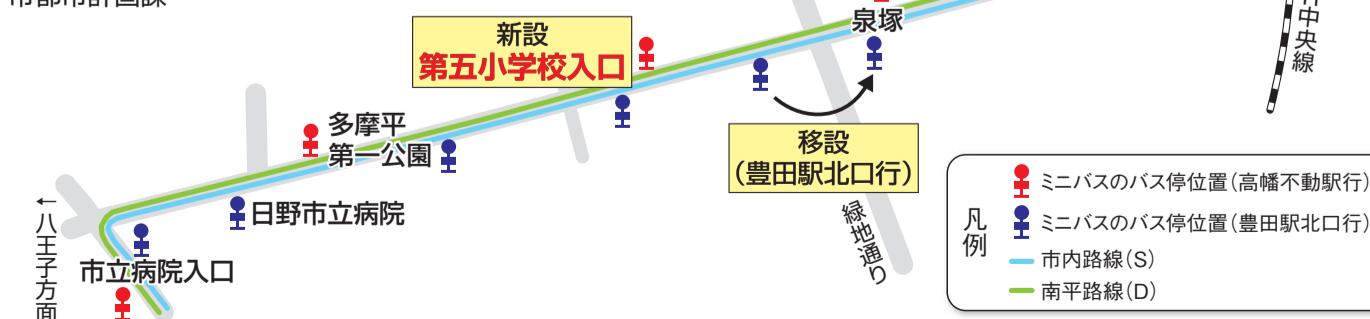 市都市計画課
泉塚
新設
第五小学校入口
多摩平
第一公園
移設
(豊田駅北口行)
日野市立病院
緑地通り
←八王子方面
市立病院入口
中央線
凡例
ミニバスのバス停位置(高幡不動駅行)
ミニバスのバス停位置(豊田駅北口行)
市内路線(S)
南平路線(D)